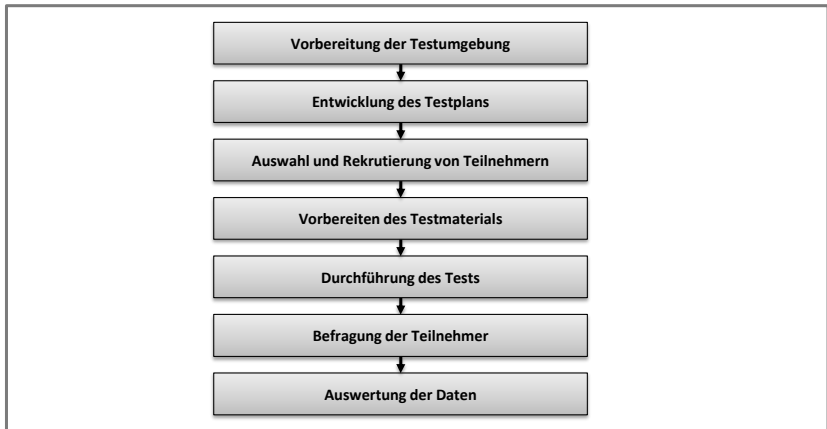 Vorbereitung der Testumgebung
Entwicklung des Testplans
Auswahl und Rekrutierung von Teilnehmern
Vorbereiten des Testmaterials
Durchführung des Tests
Befragung der Teilnehmer
Auswertung der Daten